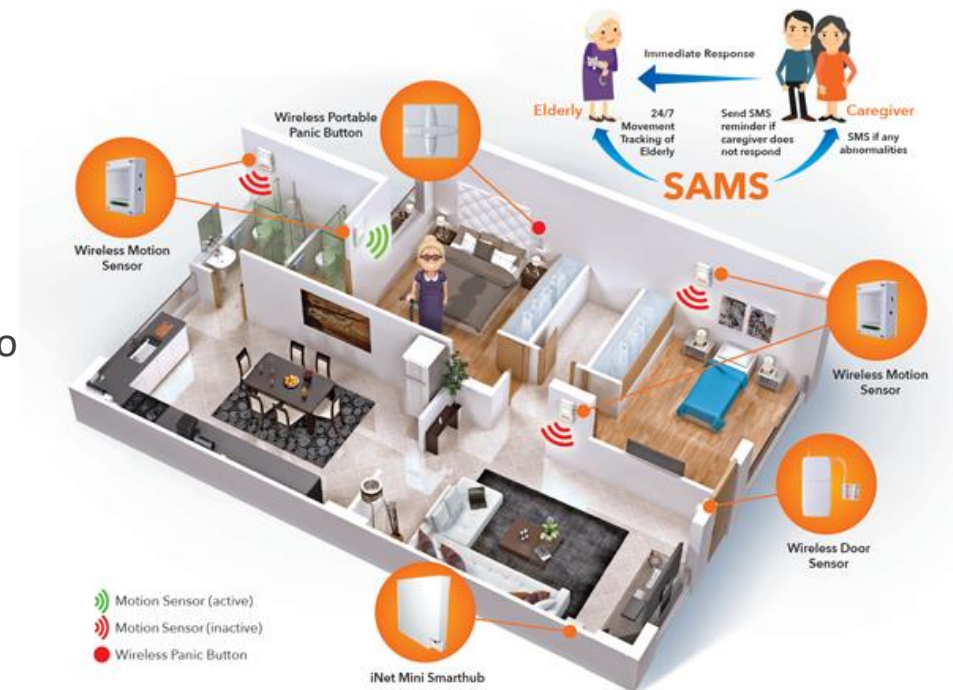 Immediate Response
Elderly
Caregiver
24/7
Movement
Tracking of
Elderly
Send SMS
reminder if
caregiver does
not respond
SMS if any
abnormalities
SAMS
Wireless Portable
Panic Button
Wireless Motion
Sensor
o
Wireless Motion
Sensor
Wireless Door
Sensor
Motion Sensor (active)
Motion Sensor (inactive)
Wireless Panic Button
iNet Mini Smarthub